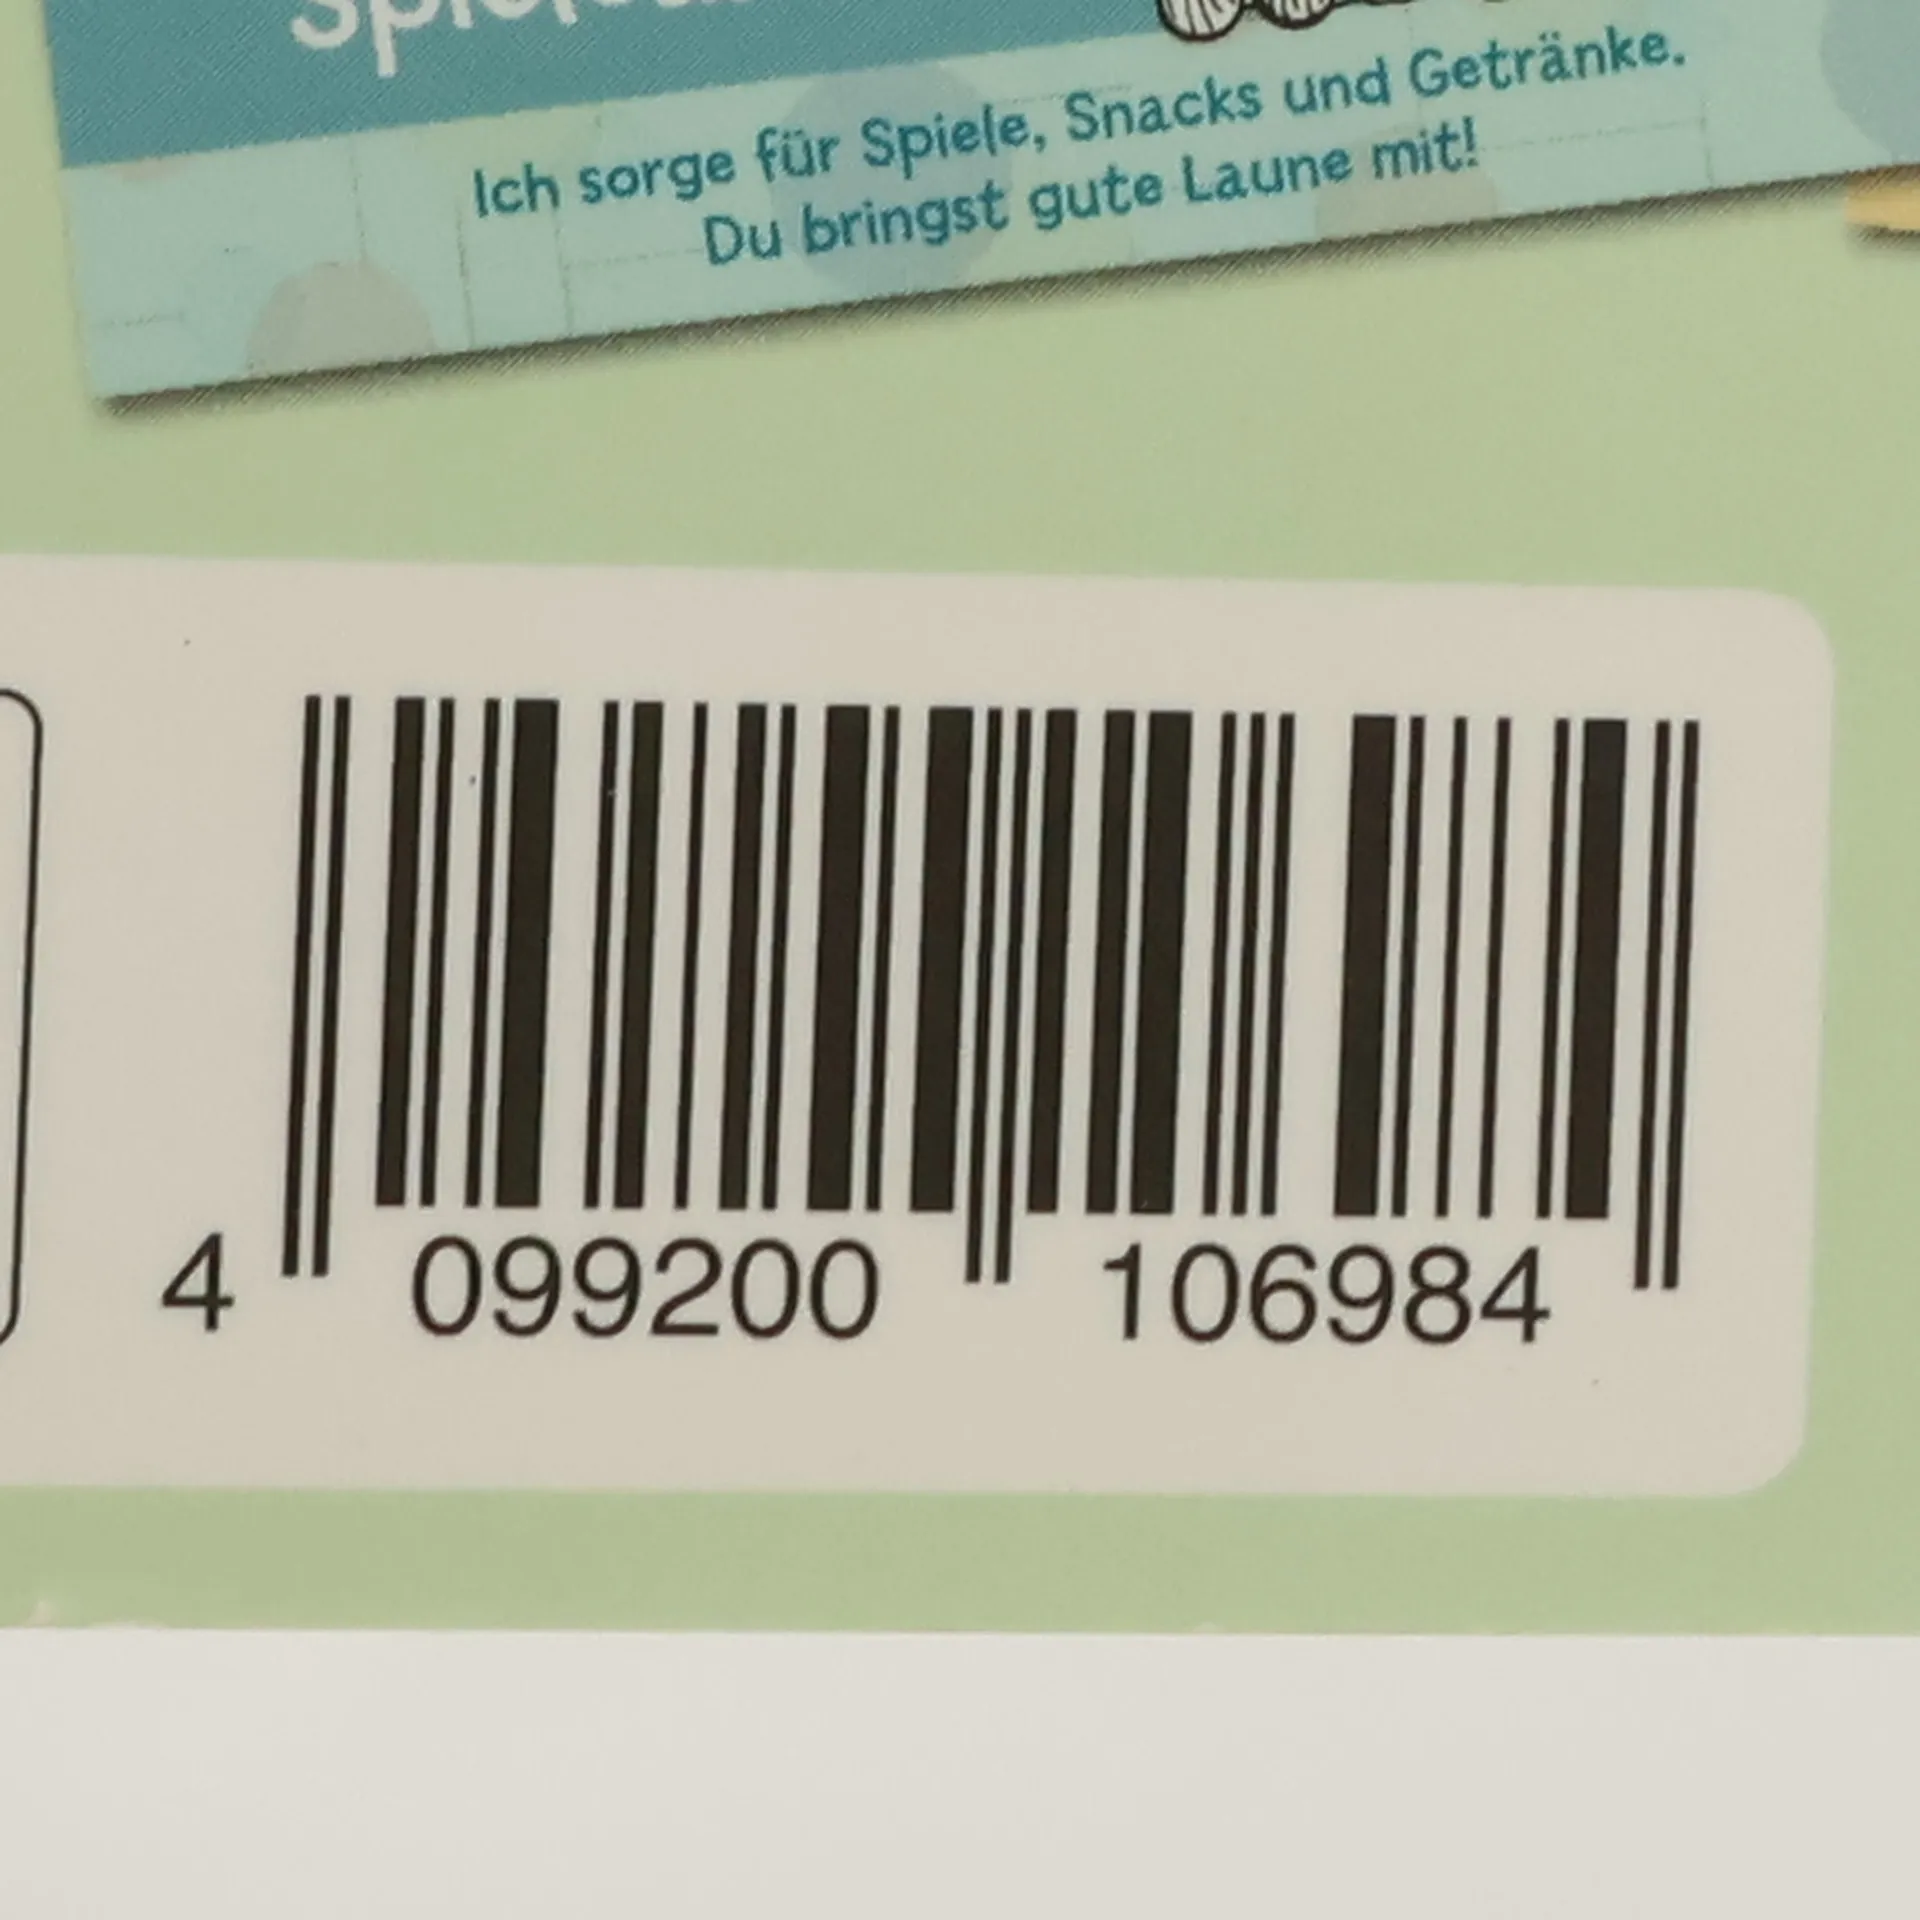 Ich sorge für Spiele, Snacks und Getränke.
Du bringst gute Laune mit!
4 099200 106984